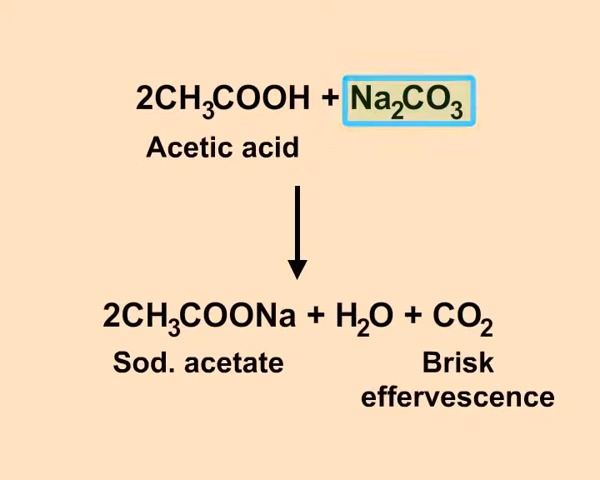 2CH₃COOH + Na₂CO₃
Acetic acid
2CH₃COONa + H₂O + CO₂
Sod. acetate
Brisk
effervescence